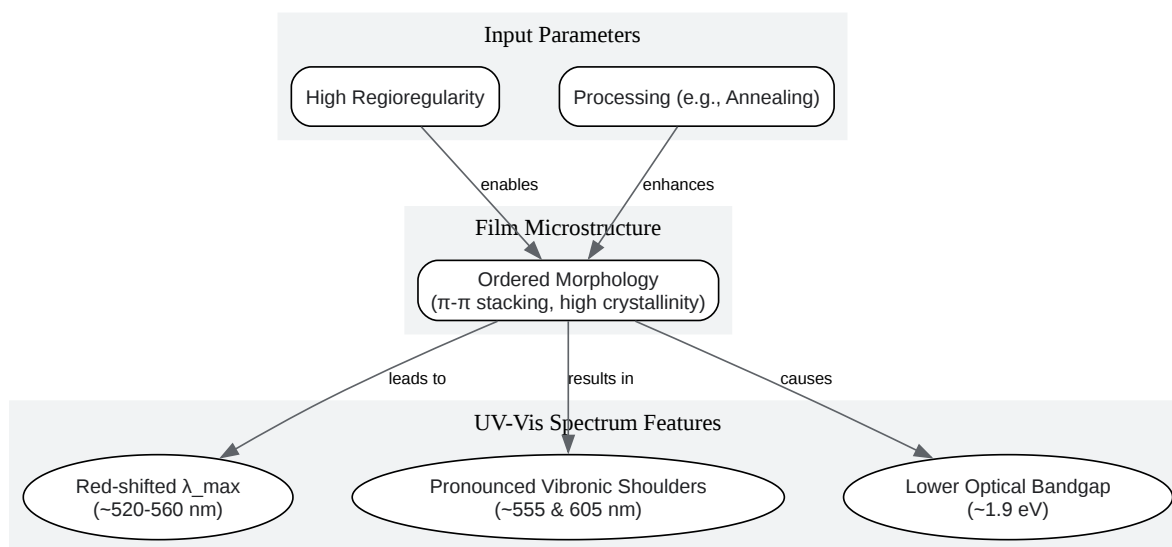 Input Parameters
High Regioregularity
Processing (e.g., Annealing)
enables
enhances
Film Microstructure
Ordered Morphology
(π-π stacking, high crystallinity)
leads to
results in
causes
UV-Vis Spectrum Features
Red-shifted λ_max
(~520-560 nm)
Pronounced Vibronic Shoulders
(~555 & 605 nm)
Lower Optical Bandgap
(~1.9 eV)